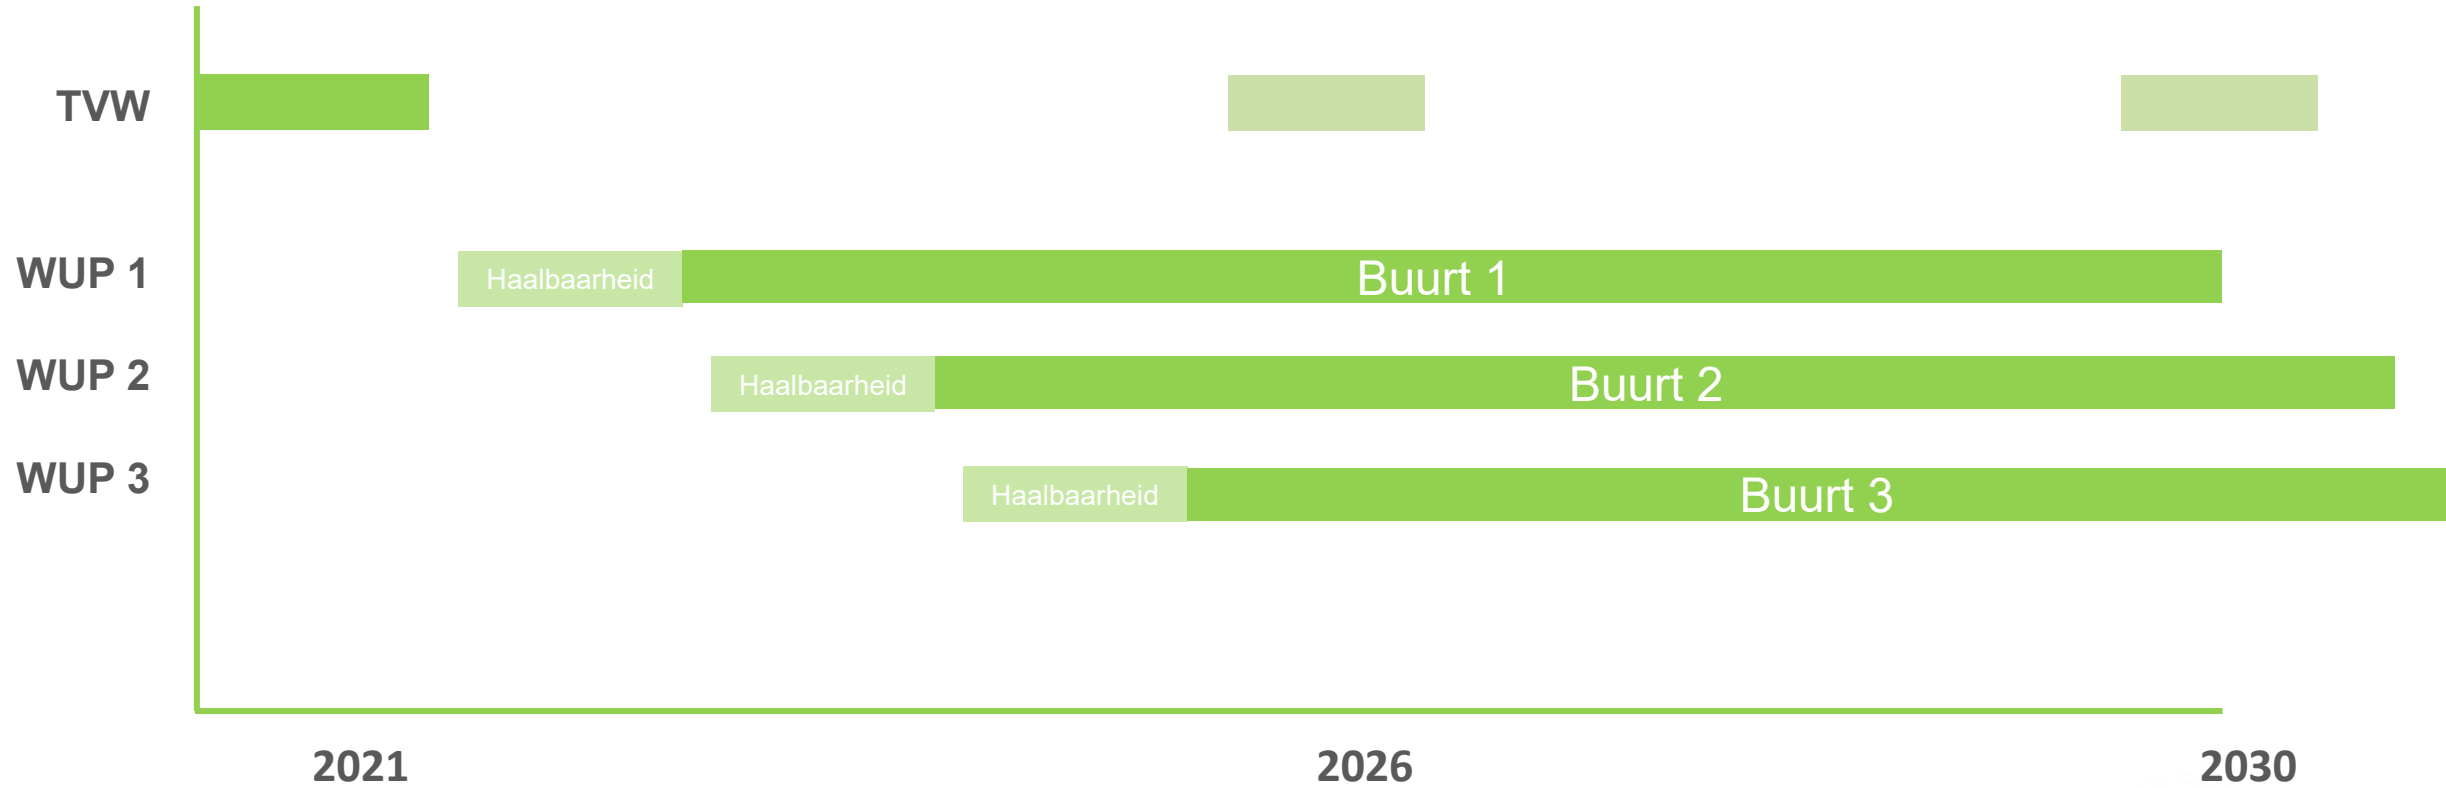 TVW
WUP 1
Haalbaarheid
Buurt 1
WUP 2
Haalbaarheid
Buurt 2
WUP 3
Haalbaarheid
Buurt 3
2021
2026
2030